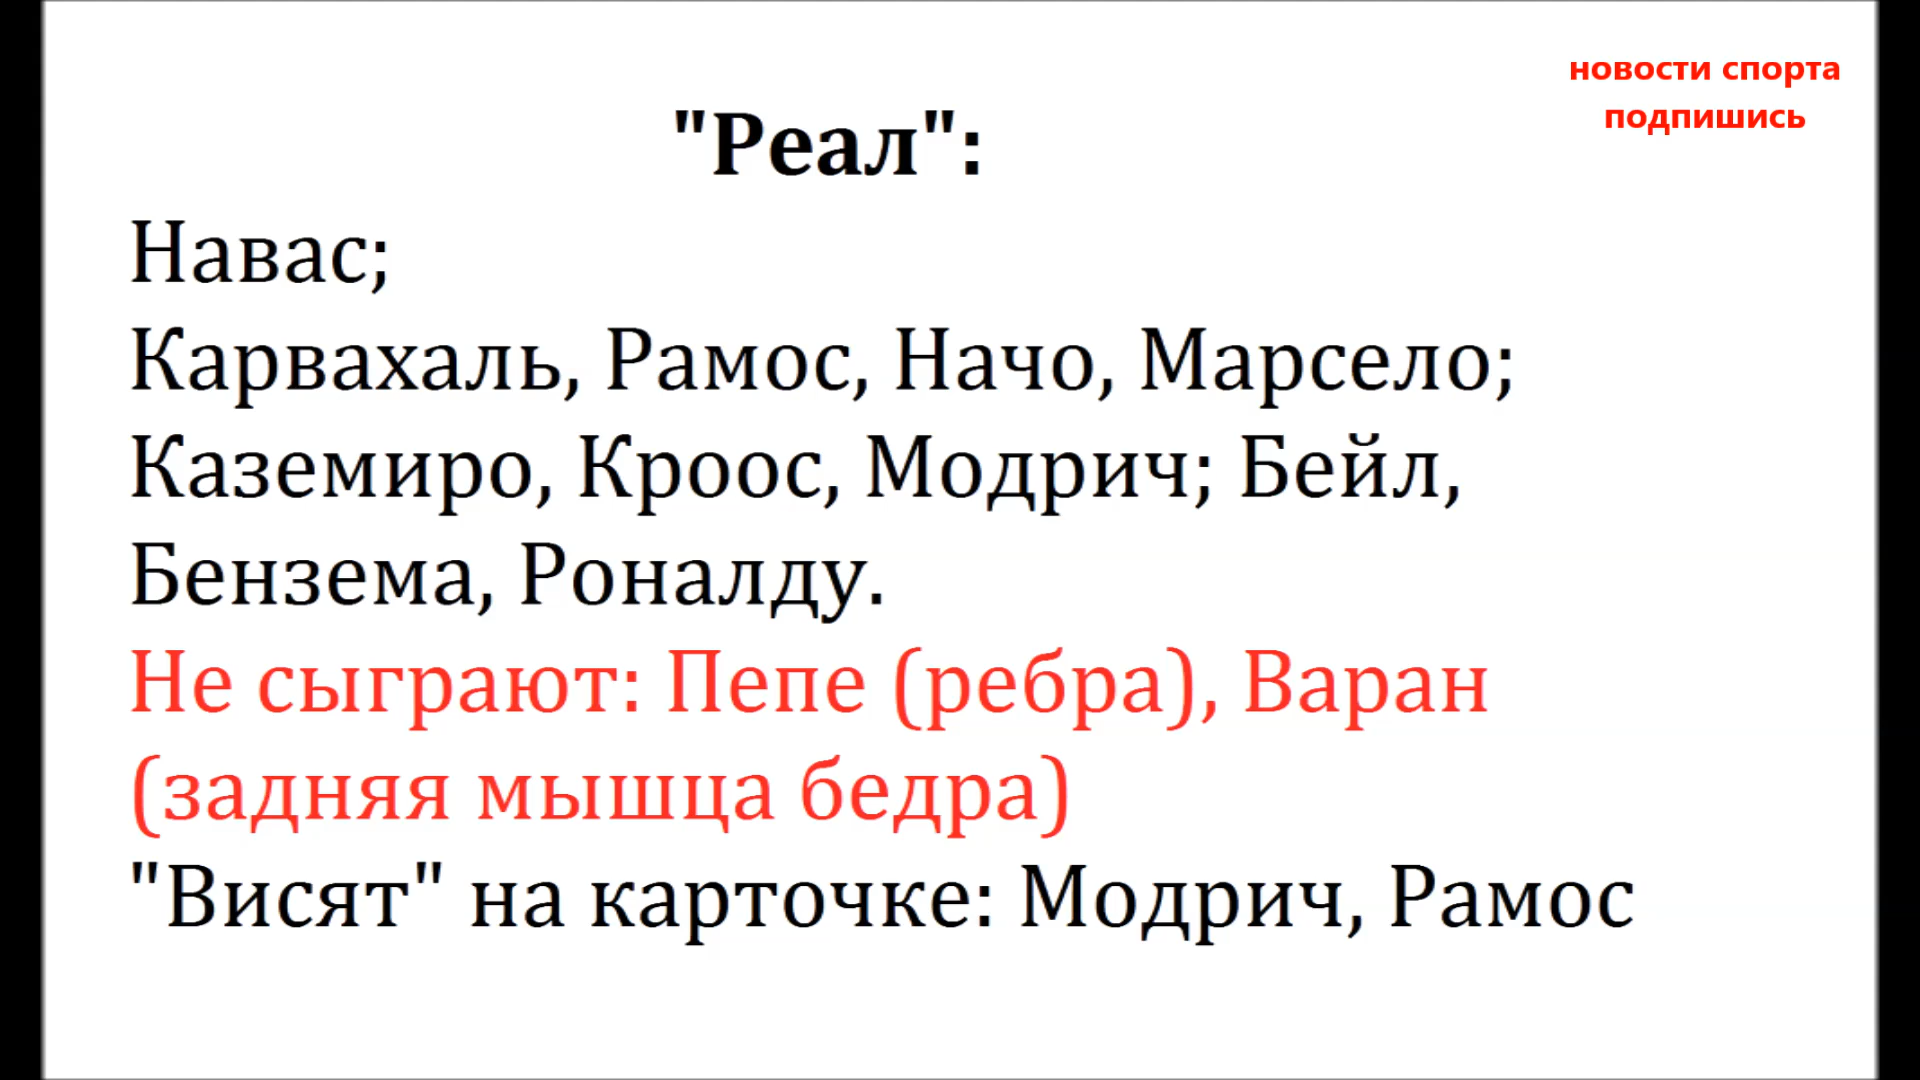 новости спорта
подпишись
"Реал":
Навас;
Карвахаль, Рамос, Начо, Марсело;
Каземиро, Кроос, Модрич; Бейл,
Бензема, Роналду.
Не сыграют: Пепе (ребра), Варан
(задняя мышца бедра)
"Висят" на карточке: Модрич, Рамос